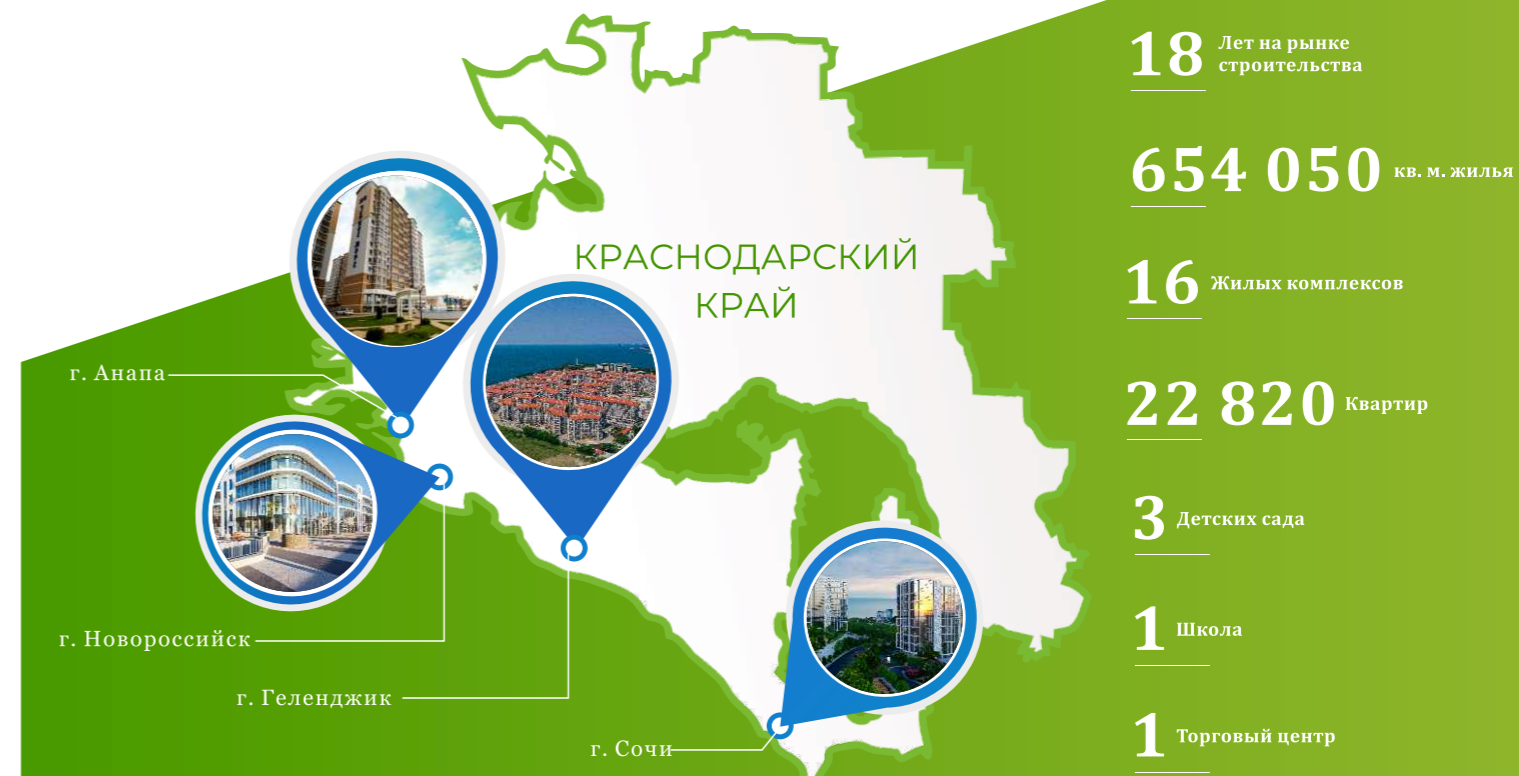 КРАСНОДАРСКИЙ
КРАЙ
г. Анапа
г. Новороссийск
г. Геленджик
г. Сочи
18 Лет на рынке
строительства
654 050 кв. м. жилья
16 Жилых комплексов
22 820 Квартир
3 Детских сада
1 Школа
1 Торговый центр